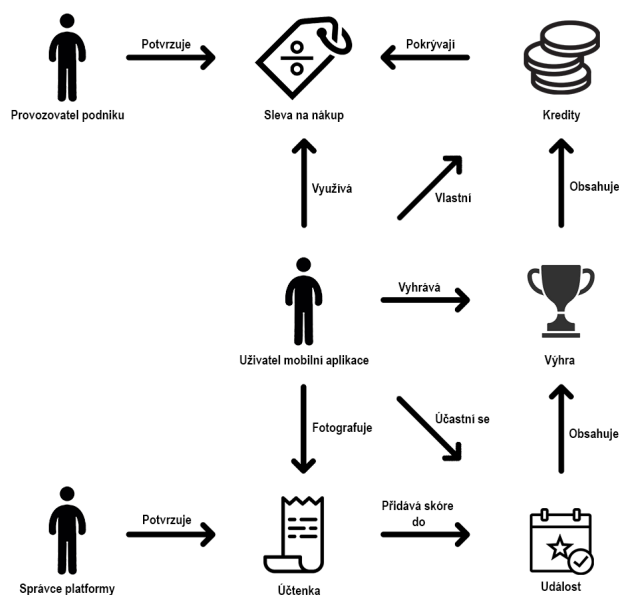 Potvrzuje
Pokrývají
Provozovatel podniku
Sleva na nákup
Kredity
Využívá
Vlastní
Obsahuje
Vyhrává
Uživatel mobilní aplikace
Výhra
Fotografuje
Účastní se
Obsahuje
Potvrzuje
Přidává skóre
do
Správce platformy
Účtenka
Událost